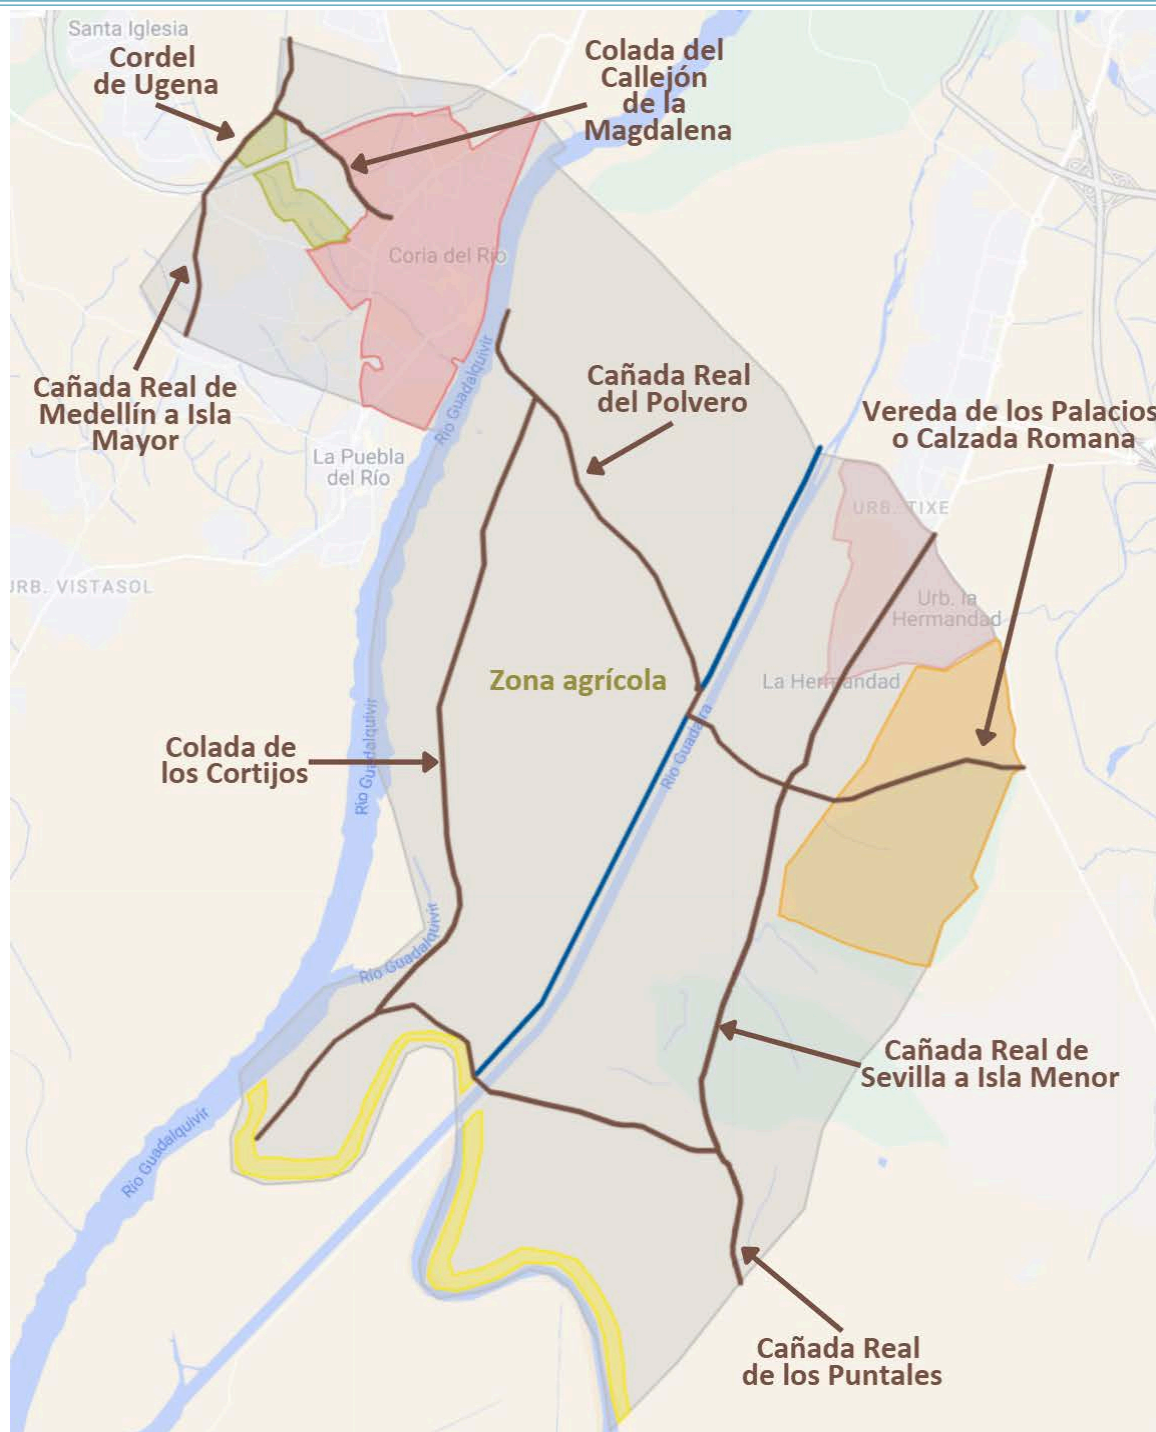 Santa Iglesia
Cordel
de Ugena
Colada del
Callejón
de la
Magdalena
Coria del Río
Río Guadalquivir
Cañada Real de
Medellín a Isla
Mayor
Cañada Real
del Polvero
Vereda de los Palacios
o Calzada Romana
La Puebla
del Río
URB. TIXE
URB. VISTASOL
Urb. la
Hermandad
Zona agrícola
La Hermandad
Río Guadaíra
Colada de
los Cortijos
Río Guadalquivir
Río Guadalquivir
Cañada Real de
Sevilla a Isla Menor
Río Guadalquivir
Cañada Real
de los Puntales